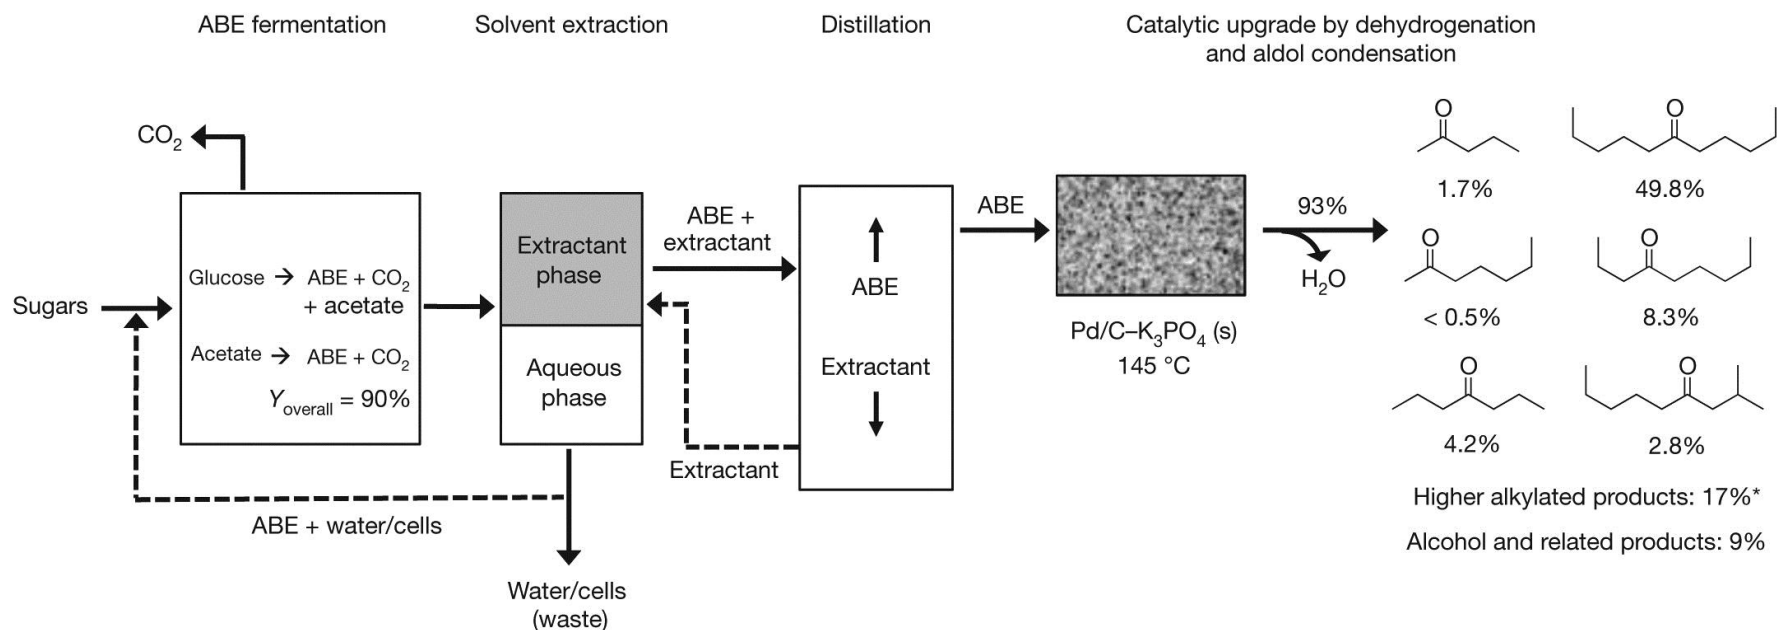 ABE fermentation
Solvent extraction
Distillation
Catalytic upgrade by dehydrogenation
and aldol condensation
CO₂
Sugars
Glucose → ABE + CO₂
+ acetate
Acetate → ABE + CO₂
Y_overall = 90%
ABE + water/cells
Extractant
phase
Aqueous
phase
Water/cells
(waste)
ABE +
extractant
Extractant
ABE
Extractant
ABE
Pd/C–K₃PO₄ (s)
145 °C
93%
H₂O
O
1.7%
O
49.8%
O
< 0.5%
O
8.3%
O
4.2%
O
2.8%
Higher alkylated products: 17%*
Alcohol and related products: 9%